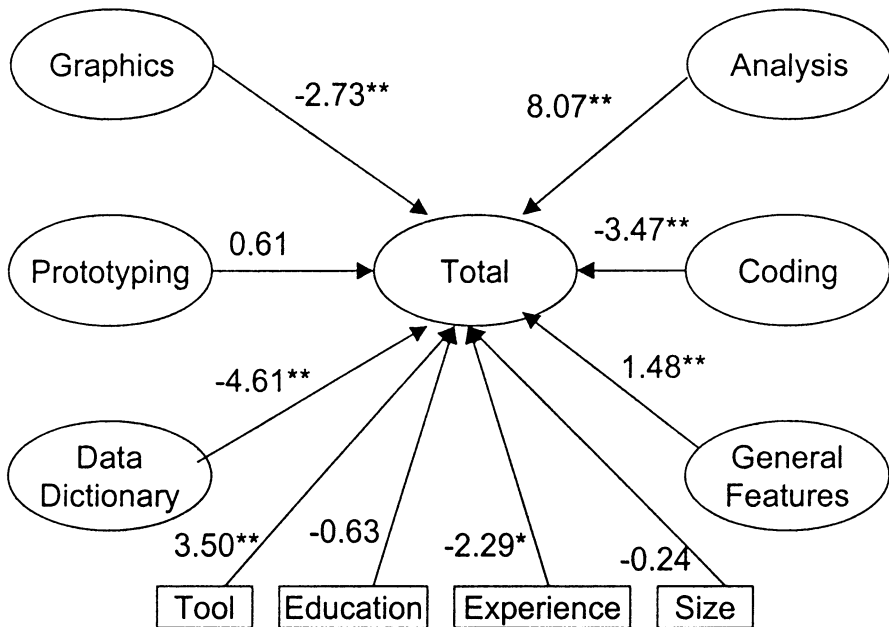 Graphics
Analysis
-2.73**
8.07**
Prototyping
0.61
Total
-3.47**
Coding
-4.61**
1.48**
Data
Dictionary
General
Features
3.50**
-0.63
-2.29*
-0.24
Tool
Education
Experience
Size